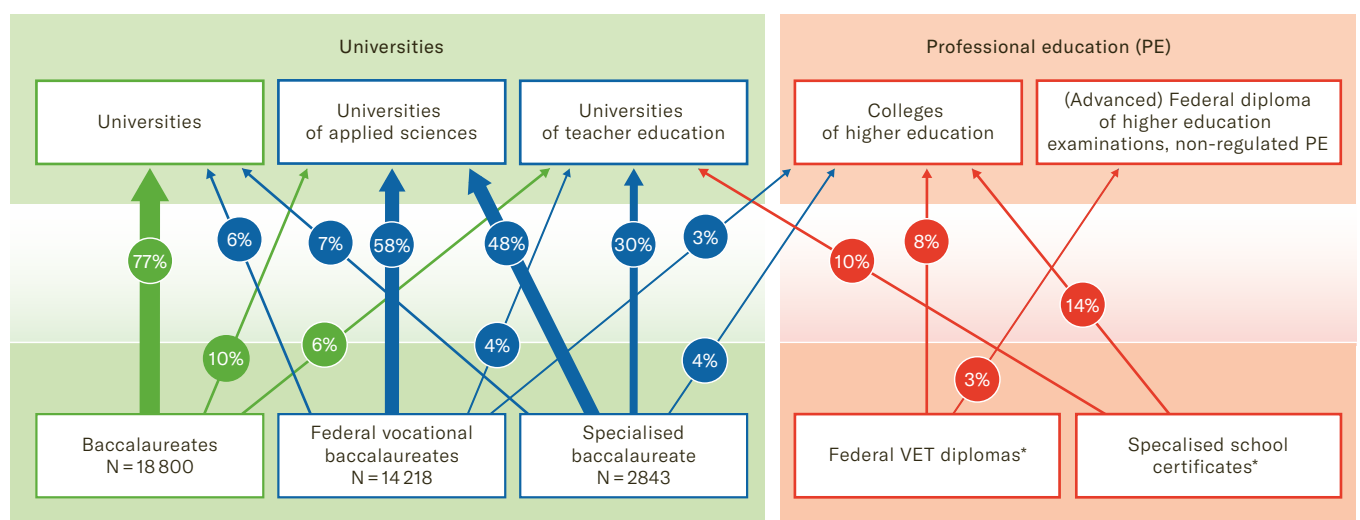 Universities
Professional education (PE)
Universities
Universities
of applied sciences
Universities
of teacher education
Colleges
of higher education
(Advanced) Federal diploma
of higher education
examinations, non-regulated PE
77%
6%
7%
58%
48%
30%
3%
10%
8%
14%
10%
6%
4%
4%
3%
Baccalaureates
N = 18 800
Federal vocational
baccalaureates
N = 14 218
Specialised
baccalaureate
N = 2843
Federal VET diplomas*
Specalised school
certificates*